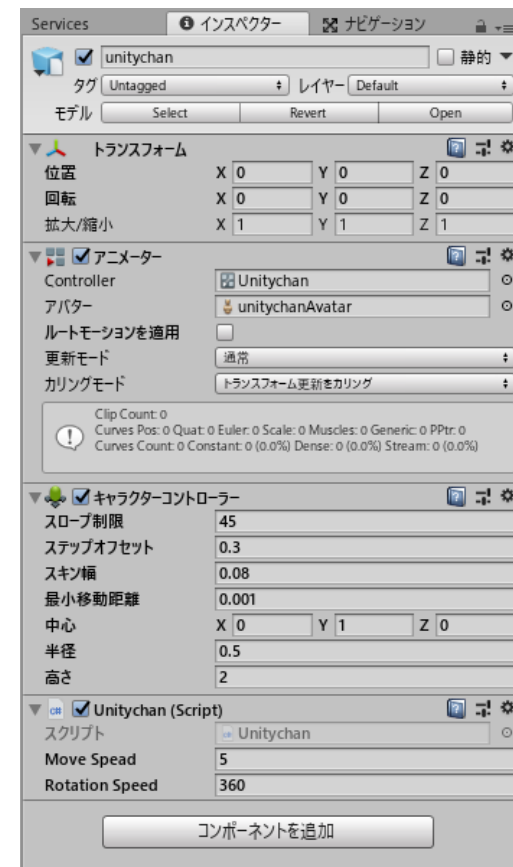 Services インスペクター ナビゲーション
unitychan 静的
タグ Untagged レイヤー Default
モデル Select Revert Open
トランスフォーム
位置 X 0 Y 0 Z 0
回転 X 0 Y 0 Z 0
拡大/縮小 X 1 Y 1 Z 1
アニメーター
Controller Unitychan
アバター unitychanAvatar
ルートモーションを適用
更新モード 通常
カリングモード トランスフォーム更新をカリング
Clip Count: 0
Curves Pos: 0 Quat: 0 Euler: 0 Scale: 0 Muscles: 0 Generic: 0 PPtr: 0
Curves Count: 0 Constant: 0 (0.0%) Dense: 0 (0.0%) Stream: 0 (0.0%)
キャラクターコントローラー
スロープ制限 45
ステップオフセット 0.3
スキン幅 0.08
最小移動距離 0.001
中心 X 0 Y 1 Z 0
半径 0.5
高さ 2
c# Unitychan (Script)
スクリプト Unitychan
Move Spead 5
Rotation Speed 360
コンポーネントを追加